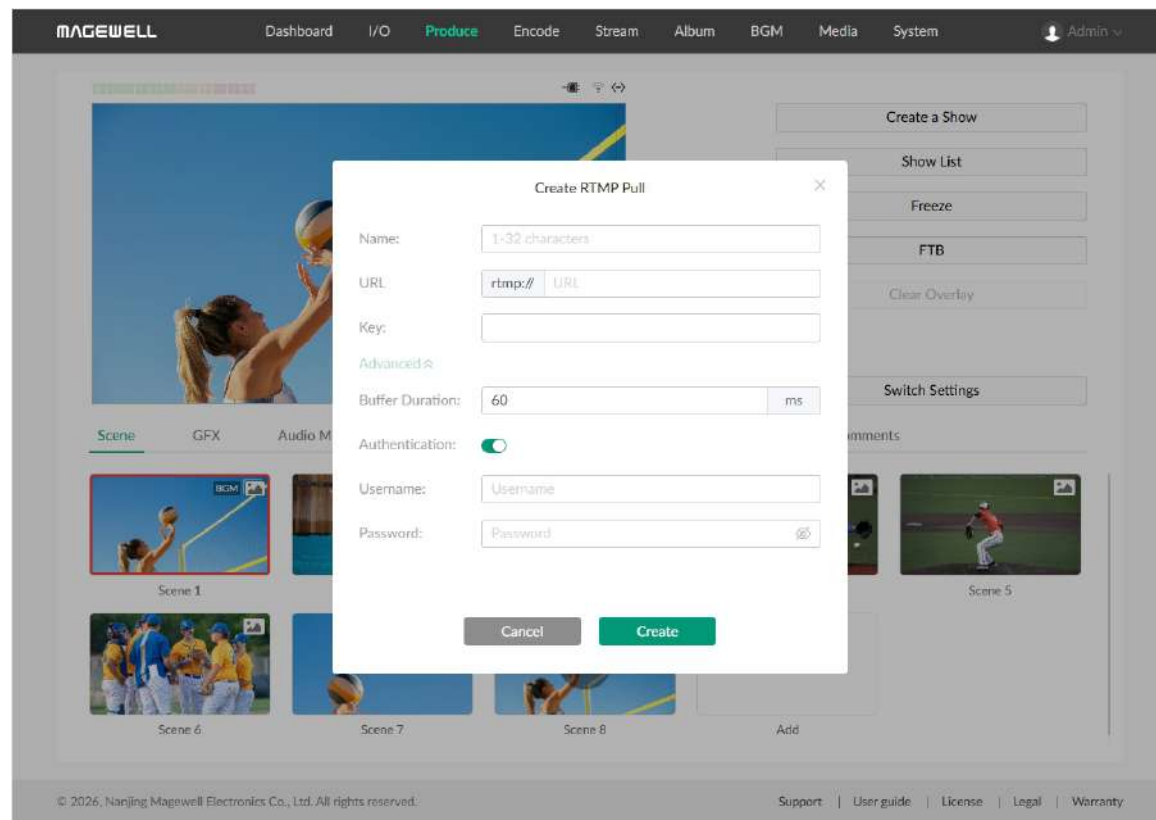 MAGEWELL Dashboard I/O Produce Encode Stream Album BGM Media System Admin
Create a Show
Show List
Freeze
FTB
Clear Overlay
Switch Settings
Create RTMP Pull
Name: 1-32 characters
URL rtmp:// URL
Key:
Advanced
Buffer Duration: 60 ms
Authentication:
Username: Username
Password: Password
Cancel Create
Scene GFX Audio M omments
BGM
Scene 1 Scene 5
Scene 6 Scene 7 Scene 8 Add
© 2026, Nanjing Magewell Electronics Co., Ltd. All rights reserved. Support | User guide | License | Legal | Warranty